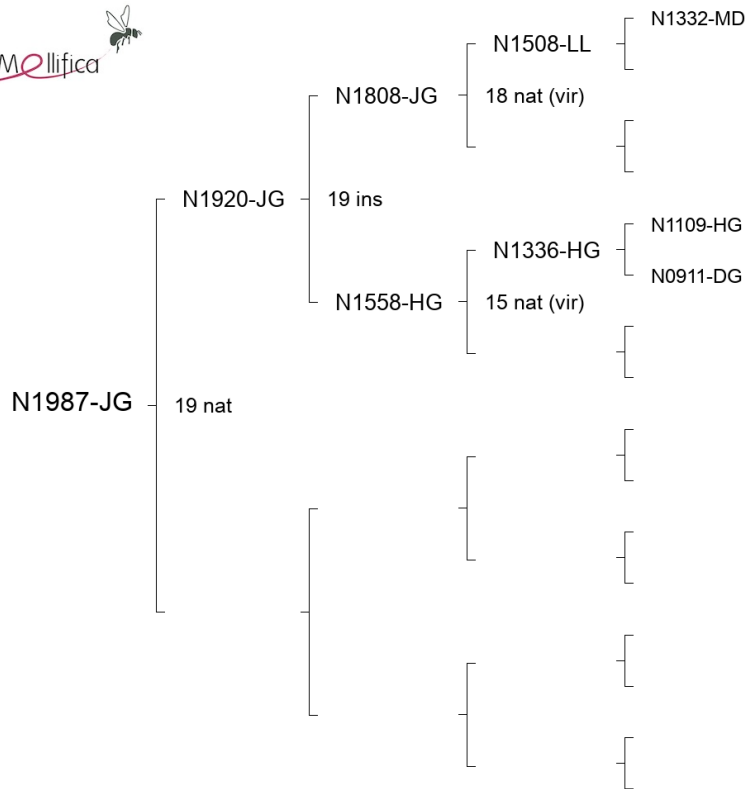 Mellifica
N1332-MD
N1508-LL
N1808-JG
18 nat (vir)
N1920-JG
19 ins
N1109-HG
N1336-HG
N0911-DG
N1558-HG
15 nat (vir)
N1987-JG
19 nat